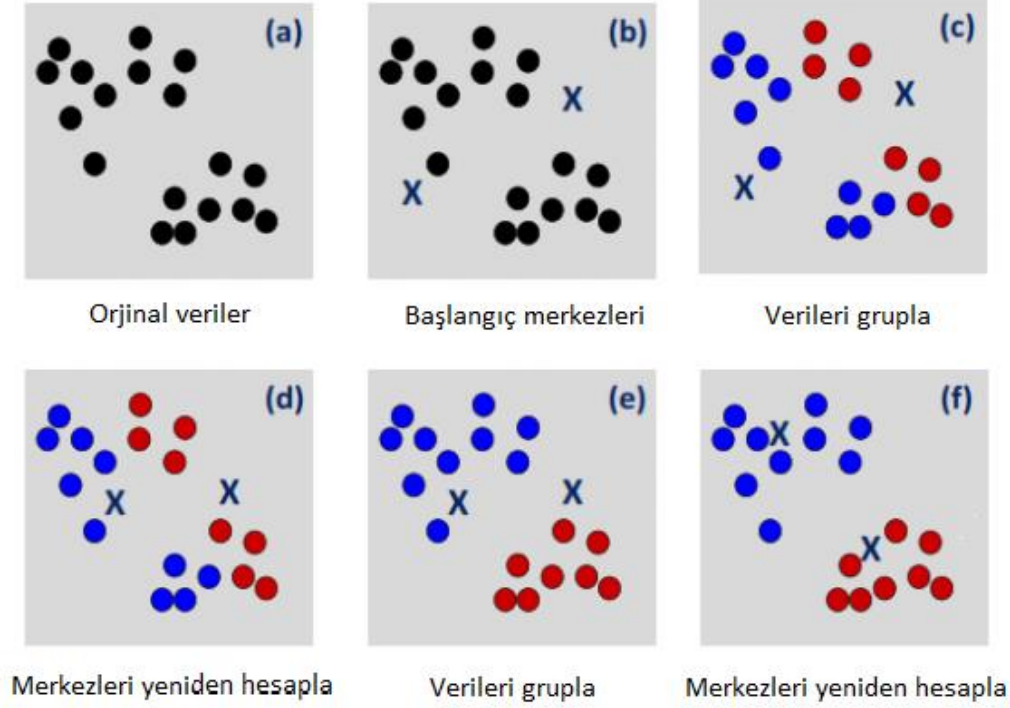 (a)
(b)
X
X
(c)
X
X
Orjinal veriler
Başlangıç merkezleri
Verileri grupla
(d)
X
X
(e)
X
X
(f)
X
X
Merkezleri yeniden hesapla
Verileri grupla
Merkezleri yeniden hesapla